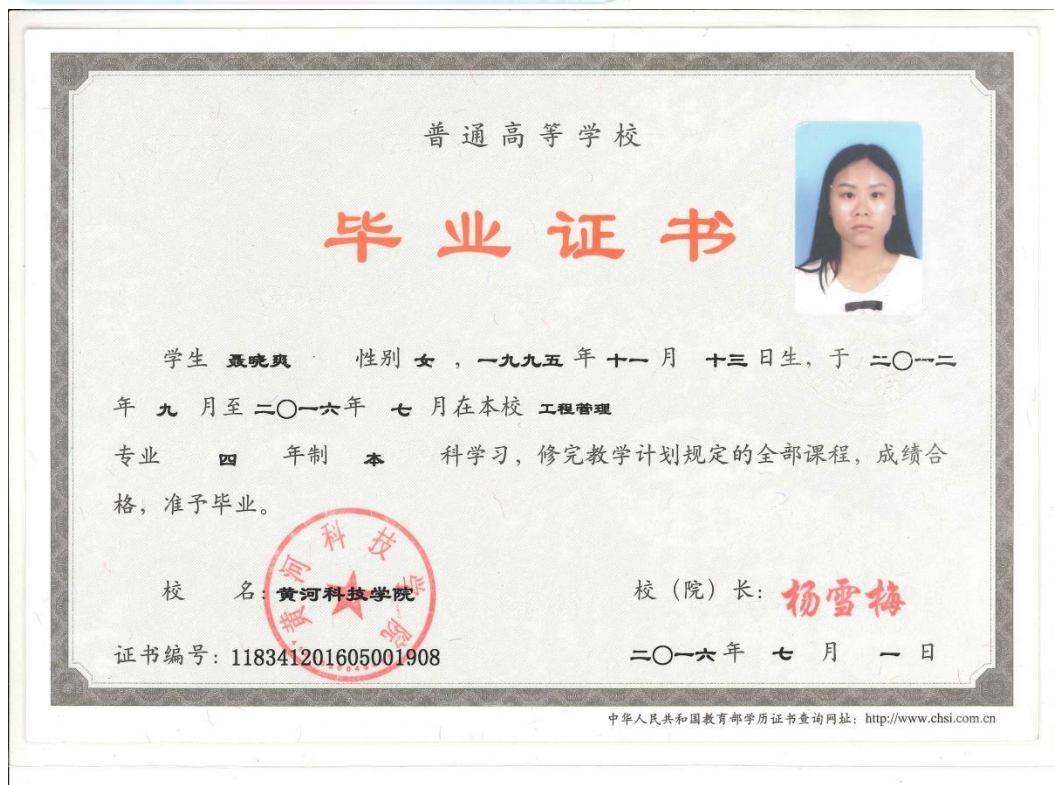 普通高等学校
毕业证书
学生 聂晓爽 性别 女 ，一九九五 年 十一 月 十三 日生，于 二〇一二
年 九 月至 二〇一六年 七 月在本校 工程管理
专业 四 年制 本 科学习，修完教学计划规定的全部课程，成绩合
格，准予毕业。
黄河科技学院
校 名：黄河科技学院 校（院）长：杨雪梅
证书编号：118341201605001908 二〇一六年 七 月 一 日
中华人民共和国教育部学历证书查询网址：http://www.chsi.com.cn